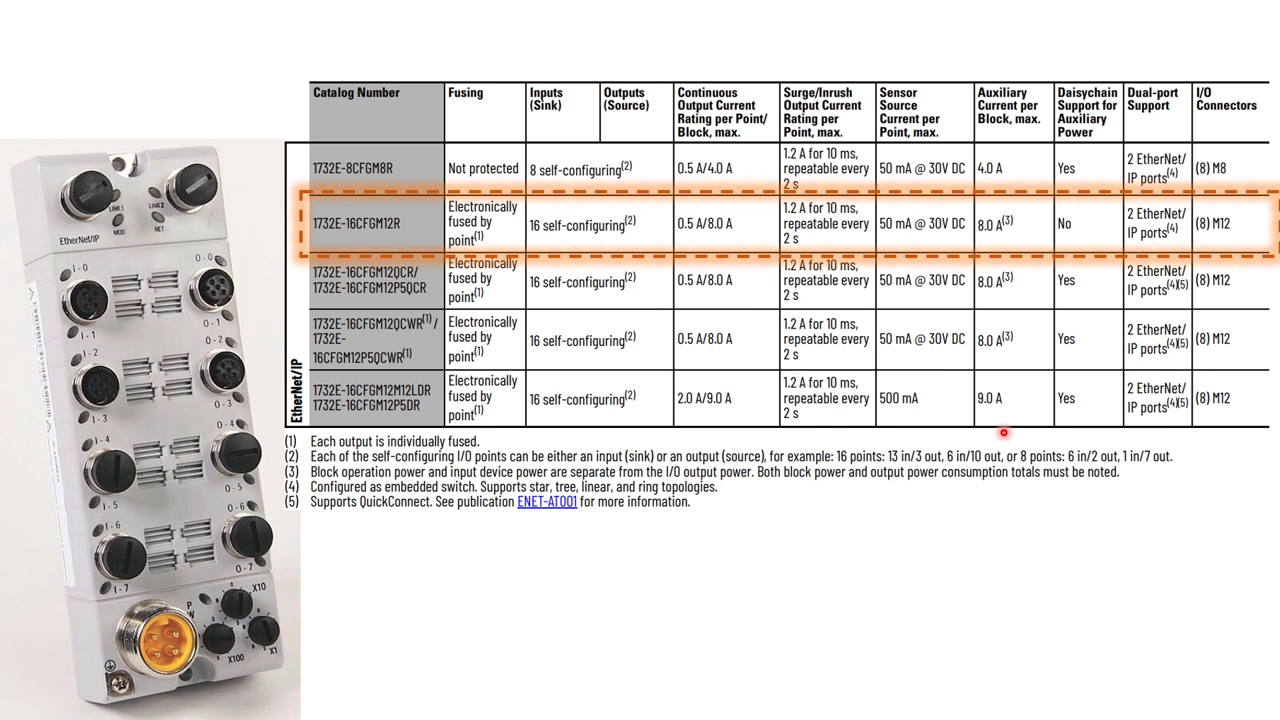 Catalog Number
Fusing
Inputs
(Sink)
Outputs
(Source)
Continuous
Output Current
Rating per Point/
Block, max.
Surge/Inrush
Output Current
Rating per
Point, max.
Sensor
Source
Current per
Point, max.
Auxiliary
Current per
Block, max.
Daisychain
Support for
Auxiliary
Power
Dual-port
Support
I/O
Connectors
EtherNet/IP
1732E-8CFGM8R
Not protected
8 self-configuring(2)
0.5 A/4.0 A
1.2 A for 10 ms,
repeatable every
2 s
50 mA @ 30V DC
4.0 A
Yes
2 EtherNet/
IP ports(4)
(8) M8
1732E-16CFGM12R
Electronically
fused by
point(1)
16 self-configuring(2)
0.5 A/8.0 A
1.2 A for 10 ms,
repeatable every
2 s
50 mA @ 30V DC
8.0 A(3)
No
2 EtherNet/
IP ports(4)
(8) M12
1732E-16CFGM12QCR/
1732E-16CFGM12P5QCR
Electronically
fused by
point(1)
16 self-configuring(2)
0.5 A/8.0 A
1.2 A for 10 ms,
repeatable every
2 s
50 mA @ 30V DC
8.0 A(3)
Yes
2 EtherNet/
IP ports(4)(5)
(8) M12
1732E-16CFGM12QCWR(1) /
1732E-
16CFGM12P5QCWR(1)
Electronically
fused by
point(1)
16 self-configuring(2)
0.5 A/8.0 A
1.2 A for 10 ms,
repeatable every
2 s
50 mA @ 30V DC
8.0 A(3)
Yes
2 EtherNet/
IP ports(4)(5)
(8) M12
1732E-16CFGM12M12LDR
1732E-16CFGM12P5DR
Electronically
fused by
point(1)
16 self-configuring(2)
2.0 A/9.0 A
1.2 A for 10 ms,
repeatable every
2 s
500 mA
9.0 A
Yes
2 EtherNet/
IP ports(4)(5)
(8) M12
(1) Each output is individually fused.
(2) Each of the self-configuring I/O points can be either an input (sink) or an output (source), for example: 16 points: 13 in/3 out, 6 in/10 out, or 8 points: 6 in/2 out, 1 in/7 out.
(3) Block operation power and input device power are separate from the I/O output power. Both block power and output power consumption totals must be noted.
(4) Configured as embedded switch. Supports star, tree, linear, and ring topologies.
(5) Supports QuickConnect. See publication ENET-AT001 for more information.
LINK 1
LINK 2
MOD
NET
EtherNet/IP
I-0
O-0
I-1
O-1
I-2
O-2
I-3
O-3
I-4
O-4
I-5
O-5
I-6
O-6
I-7
O-7
X10
X100
X1